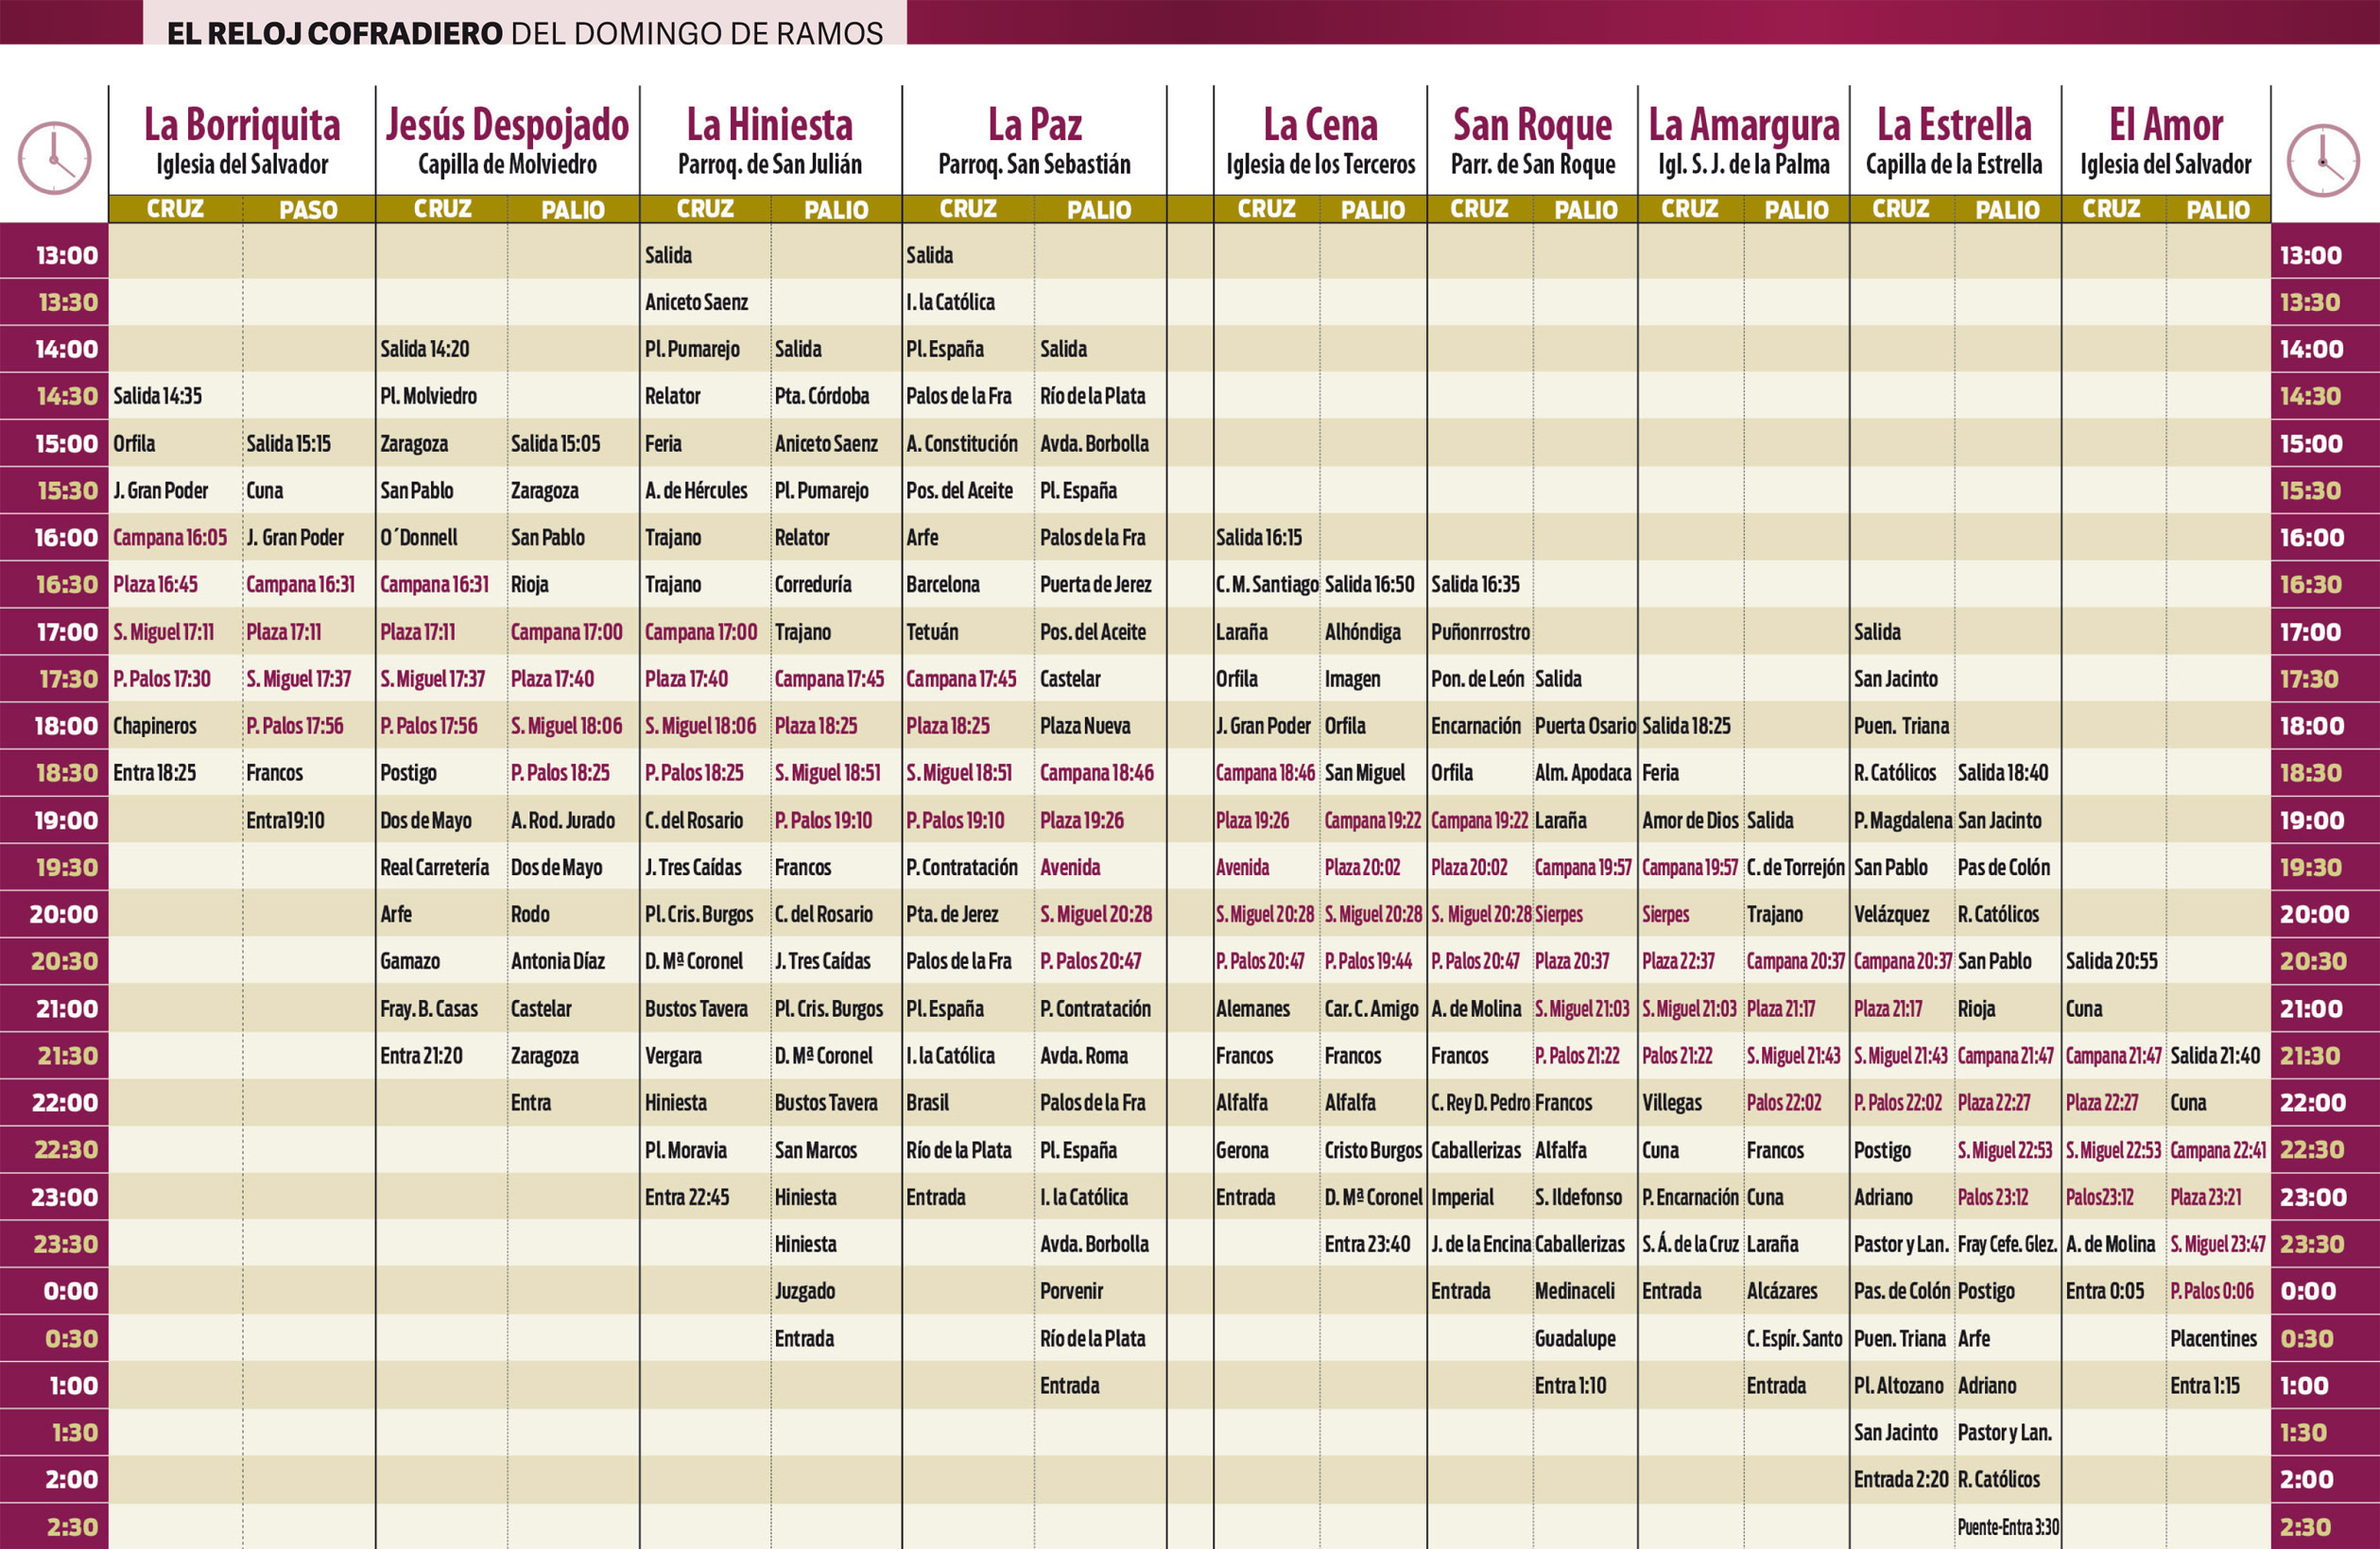 EL RELOJ COFRADIERO DEL DOMINGO DE RAMOS
La Borriquita Jesús Despojado La Hiniesta La Paz La Cena San Roque La Amargura La Estrella El Amor
Iglesia del Salvador Capilla de Molviedro Parroq. de San Julián Parroq. San Sebastián Iglesia de los Terceros Parr. de San Roque Igl. S. J. de la Palma Capilla de la Estrella Iglesia del Salvador
CRUZ PASO CRUZ PALIO CRUZ PALIO CRUZ PALIO CRUZ PALIO CRUZ PALIO CRUZ PALIO CRUZ PALIO CRUZ PALIO
13:00 Salida Salida 13:00
13:30 Aniceto Saenz I. la Católica 13:30
14:00 Salida 14:20 Pl. Pumarejo Salida Pl. España Salida 14:00
14:30 Salida 14:35 Pl. Molviedro Relator Pta. Córdoba Palos de la Fra Río de la Plata 14:30
15:00 Orfila Salida 15:15 Zaragoza Salida 15:05 Feria Aniceto Saenz A. Constitución Avda. Borbolla 15:00
15:30 J. Gran Poder Cuna San Pablo Zaragoza A. de Hércules Pl. Pumarejo Pos. del Aceite Pl. España 15:30
16:00 Campana 16:05 J. Gran Poder O´Donnell San Pablo Trajano Relator Arfe Palos de la Fra Salida 16:15 16:00
16:30 Plaza 16:45 Campana 16:31 Campana 16:31 Rioja Trajano Correduría Barcelona Puerta de Jerez C. M. Santiago Salida 16:50 Salida 16:35 16:30
17:00 S. Miguel 17:11 Plaza 17:11 Plaza 17:11 Campana 17:00 Campana 17:00 Trajano Tetuán Pos. del Aceite Laraña Alhóndiga Puñonrrostro Salida 17:00
17:30 P. Palos 17:30 S. Miguel 17:37 S. Miguel 17:37 Plaza 17:40 Plaza 17:40 Campana 17:45 Campana 17:45 Castelar Orfila Imagen Pon. de León Salida San Jacinto 17:30
18:00 Chapineros P. Palos 17:56 P. Palos 17:56 S. Miguel 18:06 S. Miguel 18:06 Plaza 18:25 Plaza 18:25 Plaza Nueva J. Gran Poder Orfila Encarnación Puerta Osario Salida 18:25 Puen. Triana 18:00
18:30 Entra 18:25 Francos Postigo P. Palos 18:25 P. Palos 18:25 S. Miguel 18:51 S. Miguel 18:51 Campana 18:46 Campana 18:46 San Miguel Orfila Alm. Apodaca Feria R. Católicos Salida 18:40 18:30
19:00 Entra19:10 Dos de Mayo A. Rod. Jurado C. del Rosario P. Palos 19:10 P. Palos 19:10 Plaza 19:26 Plaza 19:26 Campana 19:22 Campana 19:22 Laraña Amor de Dios Salida P. Magdalena San Jacinto 19:00
19:30 Real Carretería Dos de Mayo J. Tres Caídas Francos P. Contratación Avenida Avenida Plaza 20:02 Plaza 20:02 Campana 19:57 Campana 19:57 C. de Torrejón San Pablo Pas de Colón 19:30
20:00 Arfe Rodo Pl. Cris. Burgos C. del Rosario Pta. de Jerez S. Miguel 20:28 S. Miguel 20:28 S. Miguel 20:28 S. Miguel 20:28 Sierpes Sierpes Trajano Velázquez R. Católicos 20:00
20:30 Gamazo Antonia Díaz D. Mª Coronel J. Tres Caídas Palos de la Fra P. Palos 20:47 P. Palos 20:47 P. Palos 19:44 P. Palos 20:47 Plaza 20:37 Plaza 22:37 Campana 20:37 Campana 20:37 San Pablo Salida 20:55 20:30
21:00 Fray. B. Casas Castelar Bustos Tavera Pl. Cris. Burgos Pl. España P. Contratación Alemanes Car. C. Amigo A. de Molina S. Miguel 21:03 S. Miguel 21:03 Plaza 21:17 Plaza 21:17 Rioja Cuna 21:00
21:30 Entra 21:20 Zaragoza Vergara D. Mª Coronel I. la Católica Avda. Roma Francos Francos Francos P. Palos 21:22 Palos 21:22 S. Miguel 21:43 S. Miguel 21:43 Campana 21:47 Campana 21:47 Salida 21:40 21:30
22:00 Entra Hiniesta Bustos Tavera Brasil Palos de la Fra Alfalfa Alfalfa C. Rey D. Pedro Francos Villegas Palos 22:02 P. Palos 22:02 Plaza 22:27 Plaza 22:27 Cuna 22:00
22:30 Pl. Moravia San Marcos Río de la Plata Pl. España Gerona Cristo Burgos Caballerizas Alfalfa Cuna Francos Postigo S. Miguel 22:53 S. Miguel 22:53 Campana 22:41 22:30
23:00 Entra 22:45 Hiniesta Entrada I. la Católica Entrada D. Mª Coronel Imperial S. Ildefonso P. Encarnación Cuna Adriano Palos 23:12 Palos23:12 Plaza 23:21 23:00
23:30 Hiniesta Avda. Borbolla Entra 23:40 J. de la Encina Caballerizas S. Á. de la Cruz Laraña Pastor y Lan. Fray Cefe. Glez. A. de Molina S. Miguel 23:47 23:30
0:00 Juzgado Porvenir Entrada Medinaceli Entrada Alcázares Pas. de Colón Postigo Entra 0:05 P. Palos 0:06 0:00
0:30 Entrada Río de la Plata Guadalupe C. Espír. Santo Puen. Triana Arfe Placentines 0:30
1:00 Entrada Entra 1:10 Entrada Pl. Altozano Adriano Entra 1:15 1:00
1:30 San Jacinto Pastor y Lan. 1:30
2:00 Entrada 2:20 R. Católicos 2:00
2:30 Puente-Entra 3:30 2:30